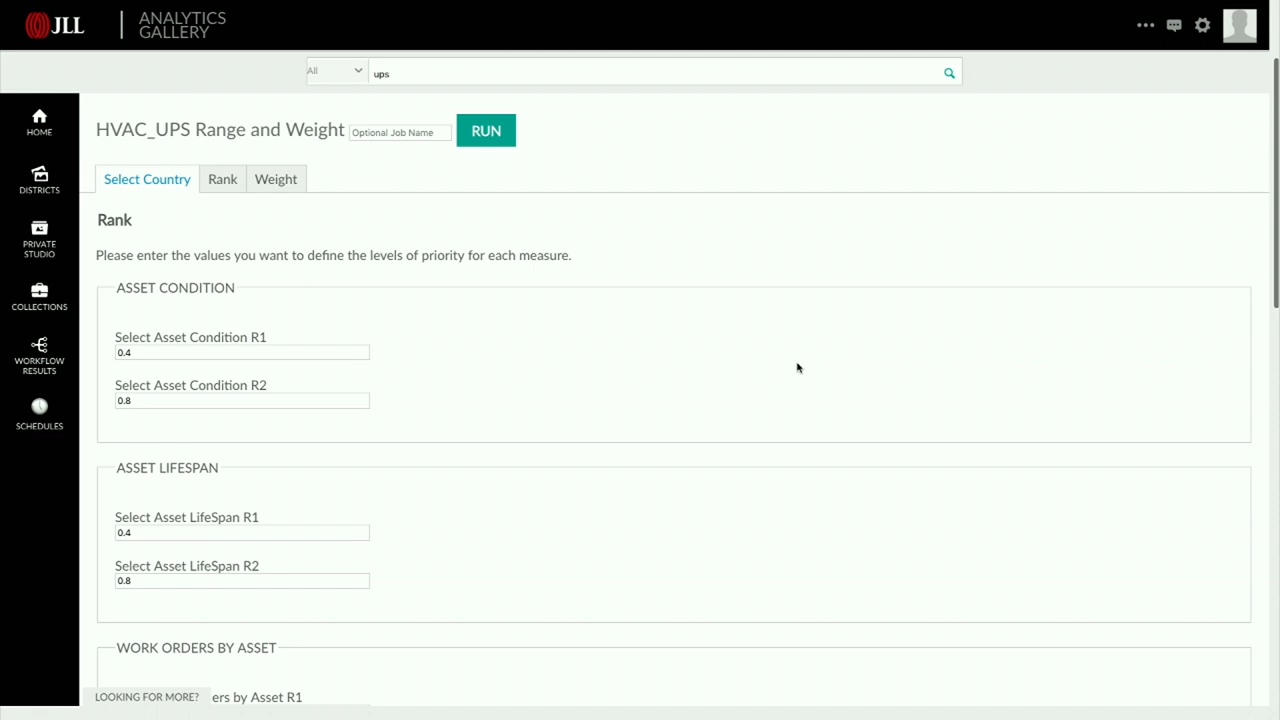 JLL
ANALYTICS
GALLERY
All
ups
HOME
DISTRICTS
PRIVATE
STUDIO
COLLECTIONS
WORKFLOW
RESULTS
SCHEDULES
HVAC_UPS Range and Weight
Optional Job Name
RUN
Select Country
Rank
Weight
Rank
Please enter the values you want to define the levels of priority for each measure.
ASSET CONDITION
Select Asset Condition R1
0.4
Select Asset Condition R2
0.8
ASSET LIFESPAN
Select Asset LifeSpan R1
0.4
Select Asset LifeSpan R2
0.8
WORK ORDERS BY ASSET
LOOKING FOR MORE?
ers by Asset R1